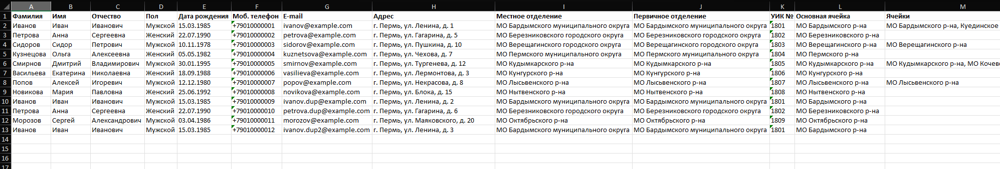 A B C D E F G H I J K L M
1 Фамилия Имя Отчество Пол Дата рождения Моб. телефон E-mail Адрес Местное отделение Первичное отделение УИК № Основная ячейка Ячейки
2 Иванов Иван Иванович Мужской 15.03.1985 +79010000001 ivanov@example.com г. Пермь, ул. Ленина, д. 1 МО Бардымского муниципального округа МО Бардымского муниципального округа 1801 МО Бардымского р-на МО Бардымского р-на, Куединское
3 Петрова Анна Сергеевна Женский 22.07.1990 +79010000002 petrova@example.com г. Пермь, ул. Гагарина, д. 5 МО Березниковского городского округа МО Березниковского городского округа 1802 МО Березниковского р-на
4 Сидоров Сидор Петрович Мужской 10.11.1978 +79010000003 sidorov@example.com г. Пермь, ул. Пушкина, д. 10 МО Верещагинского городского округа МО Верещагинского городского округа 1803 МО Верещагинского р-на МО Верещагинского р-на
5 Кузнецова Ольга Алексеевна Женский 05.05.1982 +79010000004 kuznetsova@example.com г. Пермь, ул. Чехова, д. 7 МО Пермского муниципального округа МО Пермского муниципального округа 1804 МО Пермского р-на
6 Смирнов Дмитрий Владимирович Мужской 30.01.1995 +79010000005 smirnov@example.com г. Пермь, ул. Тургенева, д. 12 МО Кудымкарского р-на МО Кудымкарского р-на 1805 МО Кудымкарского р-на МО Кудымкарского р-на, МО Кочев
7 Васильева Екатерина Николаевна Женский 18.09.1988 +79010000006 vasilieva@example.com г. Пермь, ул. Лермонтова, д. 3 МО Кунгурского р-на МО Кунгурского р-на 1806 МО Кунгурского р-на
8 Попов Алексей Игоревич Мужской 12.12.1980 +79010000007 popov@example.com г. Пермь, ул. Некрасова, д. 8 МО Лысьвенского р-на МО Лысьвенского р-на 1807 МО Лысьвенского р-на МО Лысьвенского р-на
9 Новикова Мария Павловна Женский 25.06.1992 +79010000008 novikova@example.com г. Пермь, ул. Блока, д. 15 МО Нытвенского р-на МО Нытвенского р-на 1808 МО Нытвенского р-на
10 Иванов Иван Иванович Мужской 15.03.1985 +79010000009 ivanov.dup@example.com г. Пермь, ул. Ленина, д. 2 МО Бардымского муниципального округа МО Бардымского муниципального округа 1801 МО Бардымского р-на
11 Петрова Анна Сергеевна Женский 22.07.1990 +79010000010 petrova.dup@example.com г. Пермь, ул. Гагарина, д. 6 МО Березниковского городского округа МО Березниковского городского округа 1802 МО Березниковского р-на
12 Морозов Сергей Александрович Мужской 03.04.1986 +79010000011 morozov@example.com г. Пермь, ул. Маяковского, д. 20 МО Октябрьского р-на МО Октябрьского р-на 1809 МО Октябрьского р-на
13 Иванов Иван Иванович Мужской 15.03.1985 +79010000012 ivanov.dup2@example.com г. Пермь, ул. Ленина, д. 3 МО Бардымского муниципального округа МО Бардымского муниципального округа 1801 МО Бардымского р-на
14
15
16
17